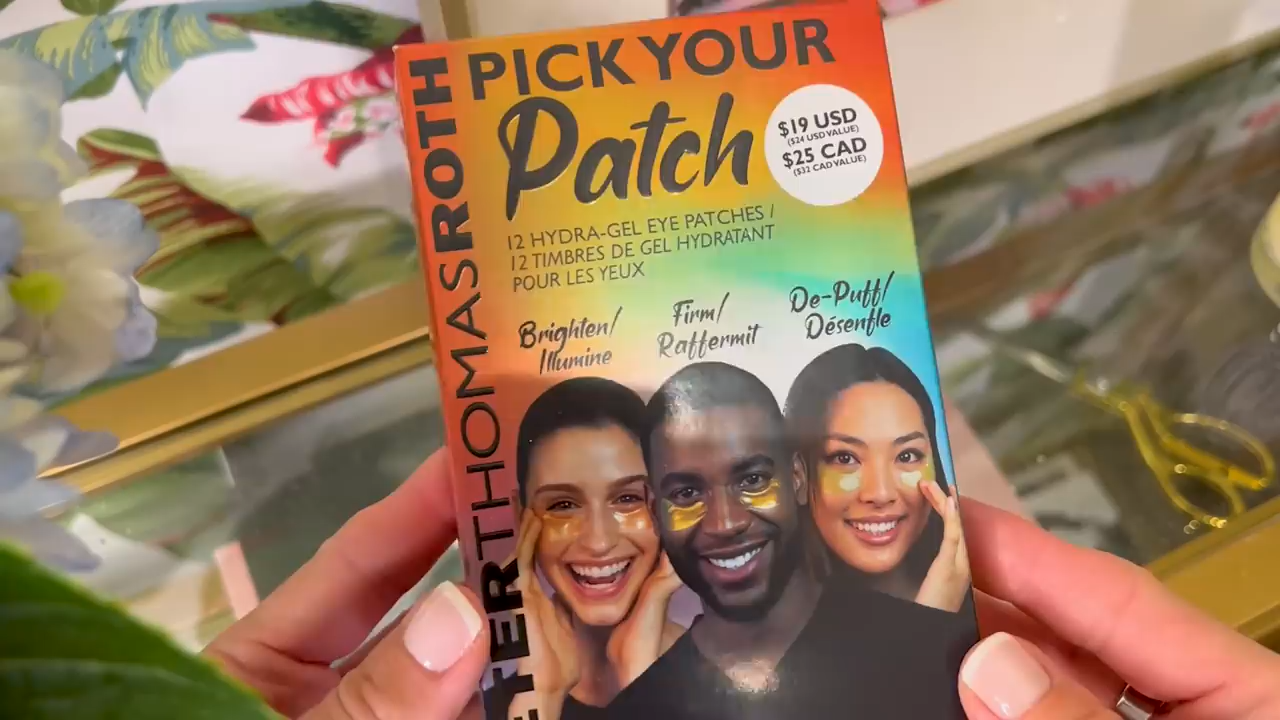 PICK YOUR
Patch
$19 USD
($24 USD VALUE)
$25 CAD
($32 CAD VALUE)
12 HYDRA-GEL EYE PATCHES /
12 TIMBRES DE GEL HYDRATANT
POUR LES YEUX
Brighten/
Illumine
Firm/
Raffermit
De-Puff/
Désenfle
ETER THOMAS ROTH